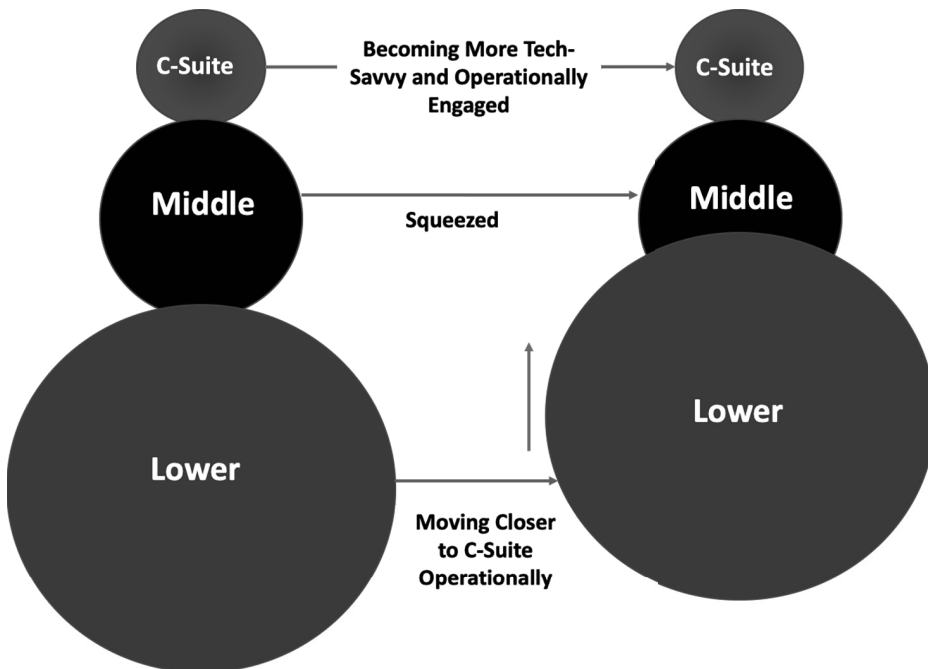 C-Suite
Becoming More Tech-
Savvy and Operationally
Engaged
C-Suite
Middle
Squeezed
Middle
Lower
Moving Closer
to C-Suite
Operationally
Lower